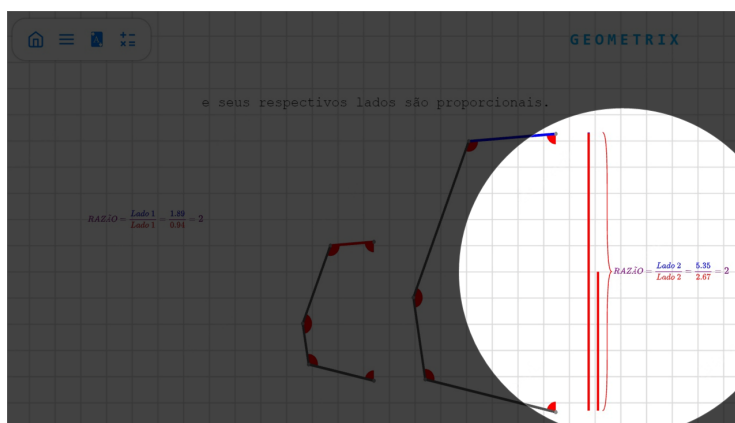 GEOMETRIX
e seus respectivos lados são proporcionais.
RAZÃO = Lado 1 / Lado 1 = 1.89 / 0.94 = 2
RAZÃO = Lado 2 / Lado 2 = 5.35 / 2.67 = 2